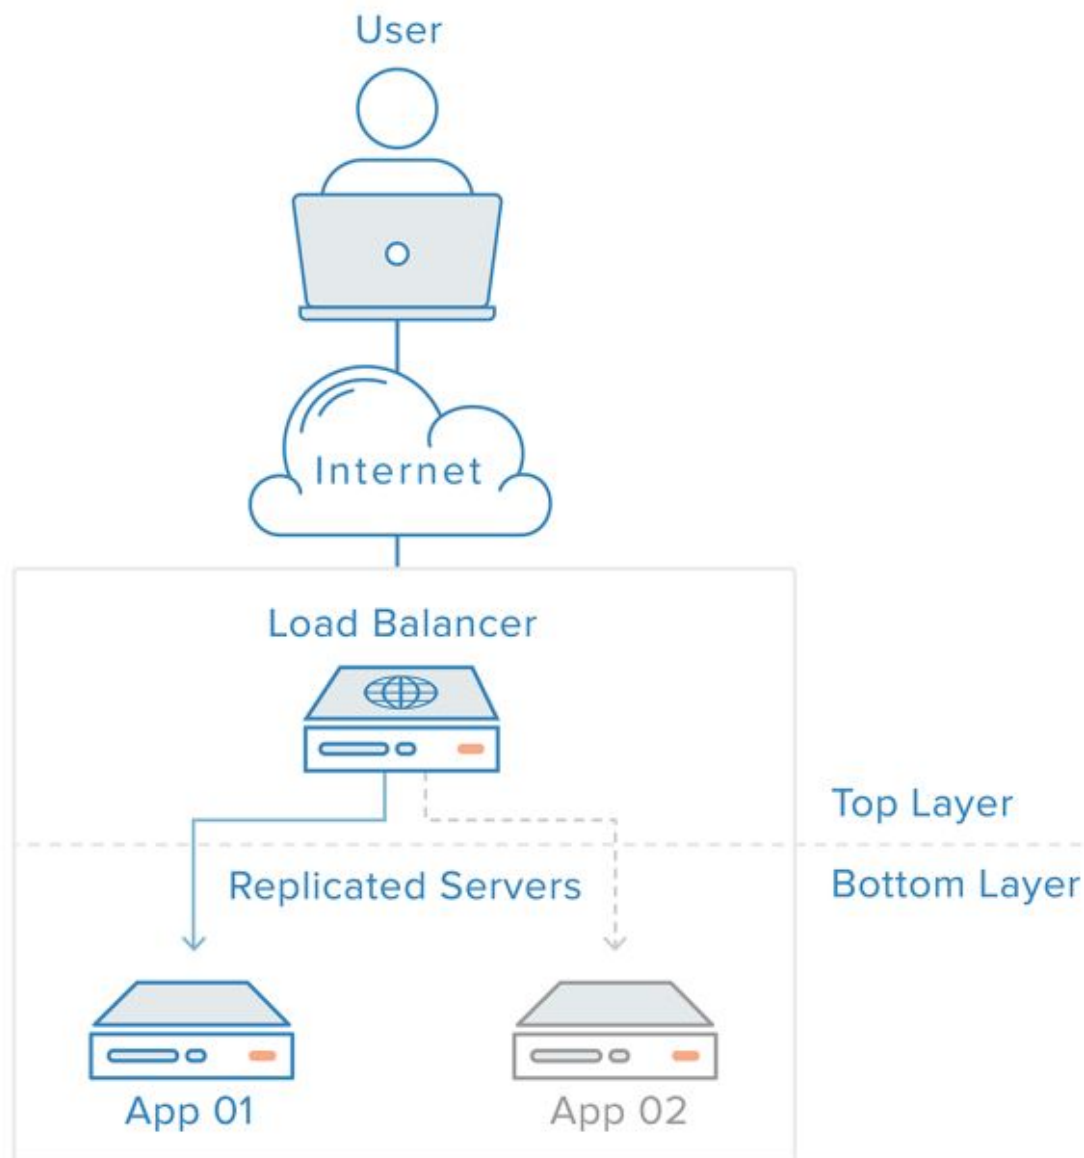 User
Internet
Load Balancer
Top Layer
Replicated Servers
Bottom Layer
App 01
App 02